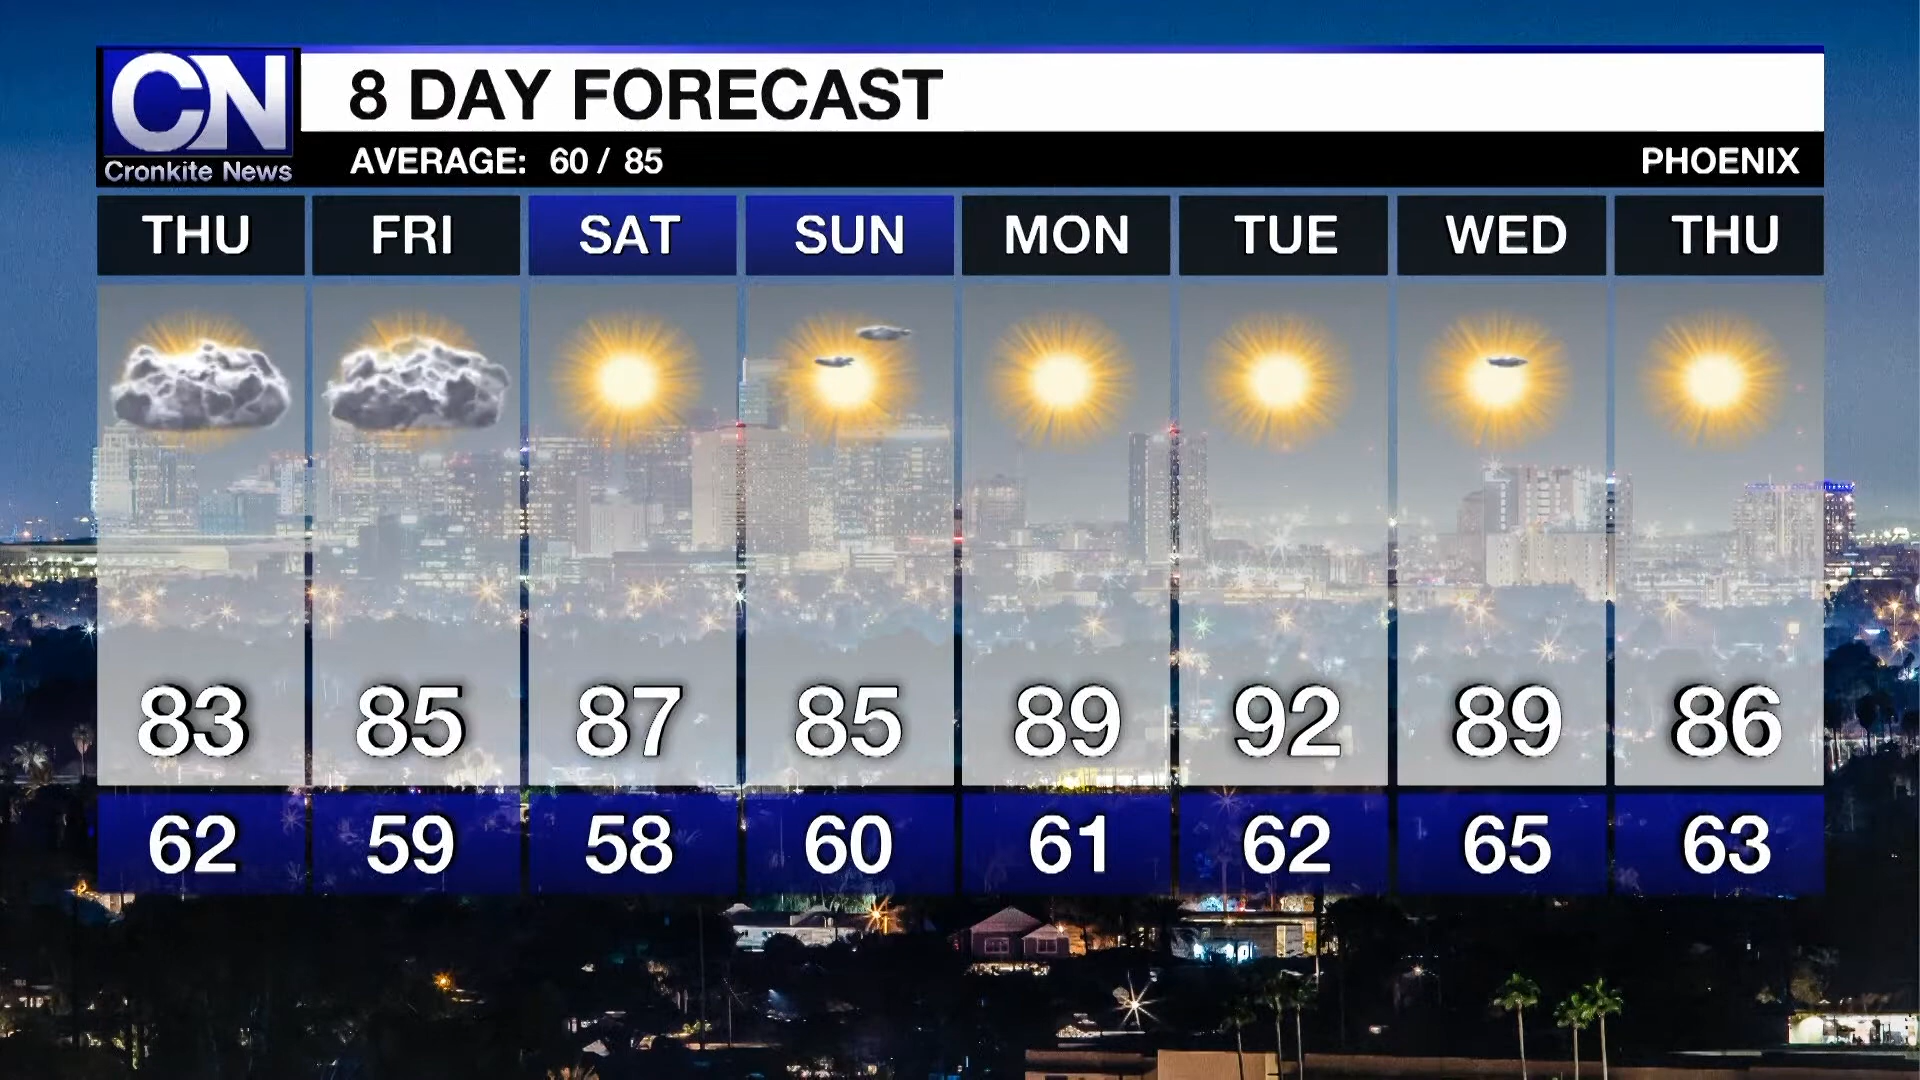 CN
Cronkite News
8 DAY FORECAST
AVERAGE: 60 / 85
PHOENIX
THU FRI SAT SUN MON TUE WED THU
83 85 87 85 89 92 89 86
62 59 58 60 61 62 65 63